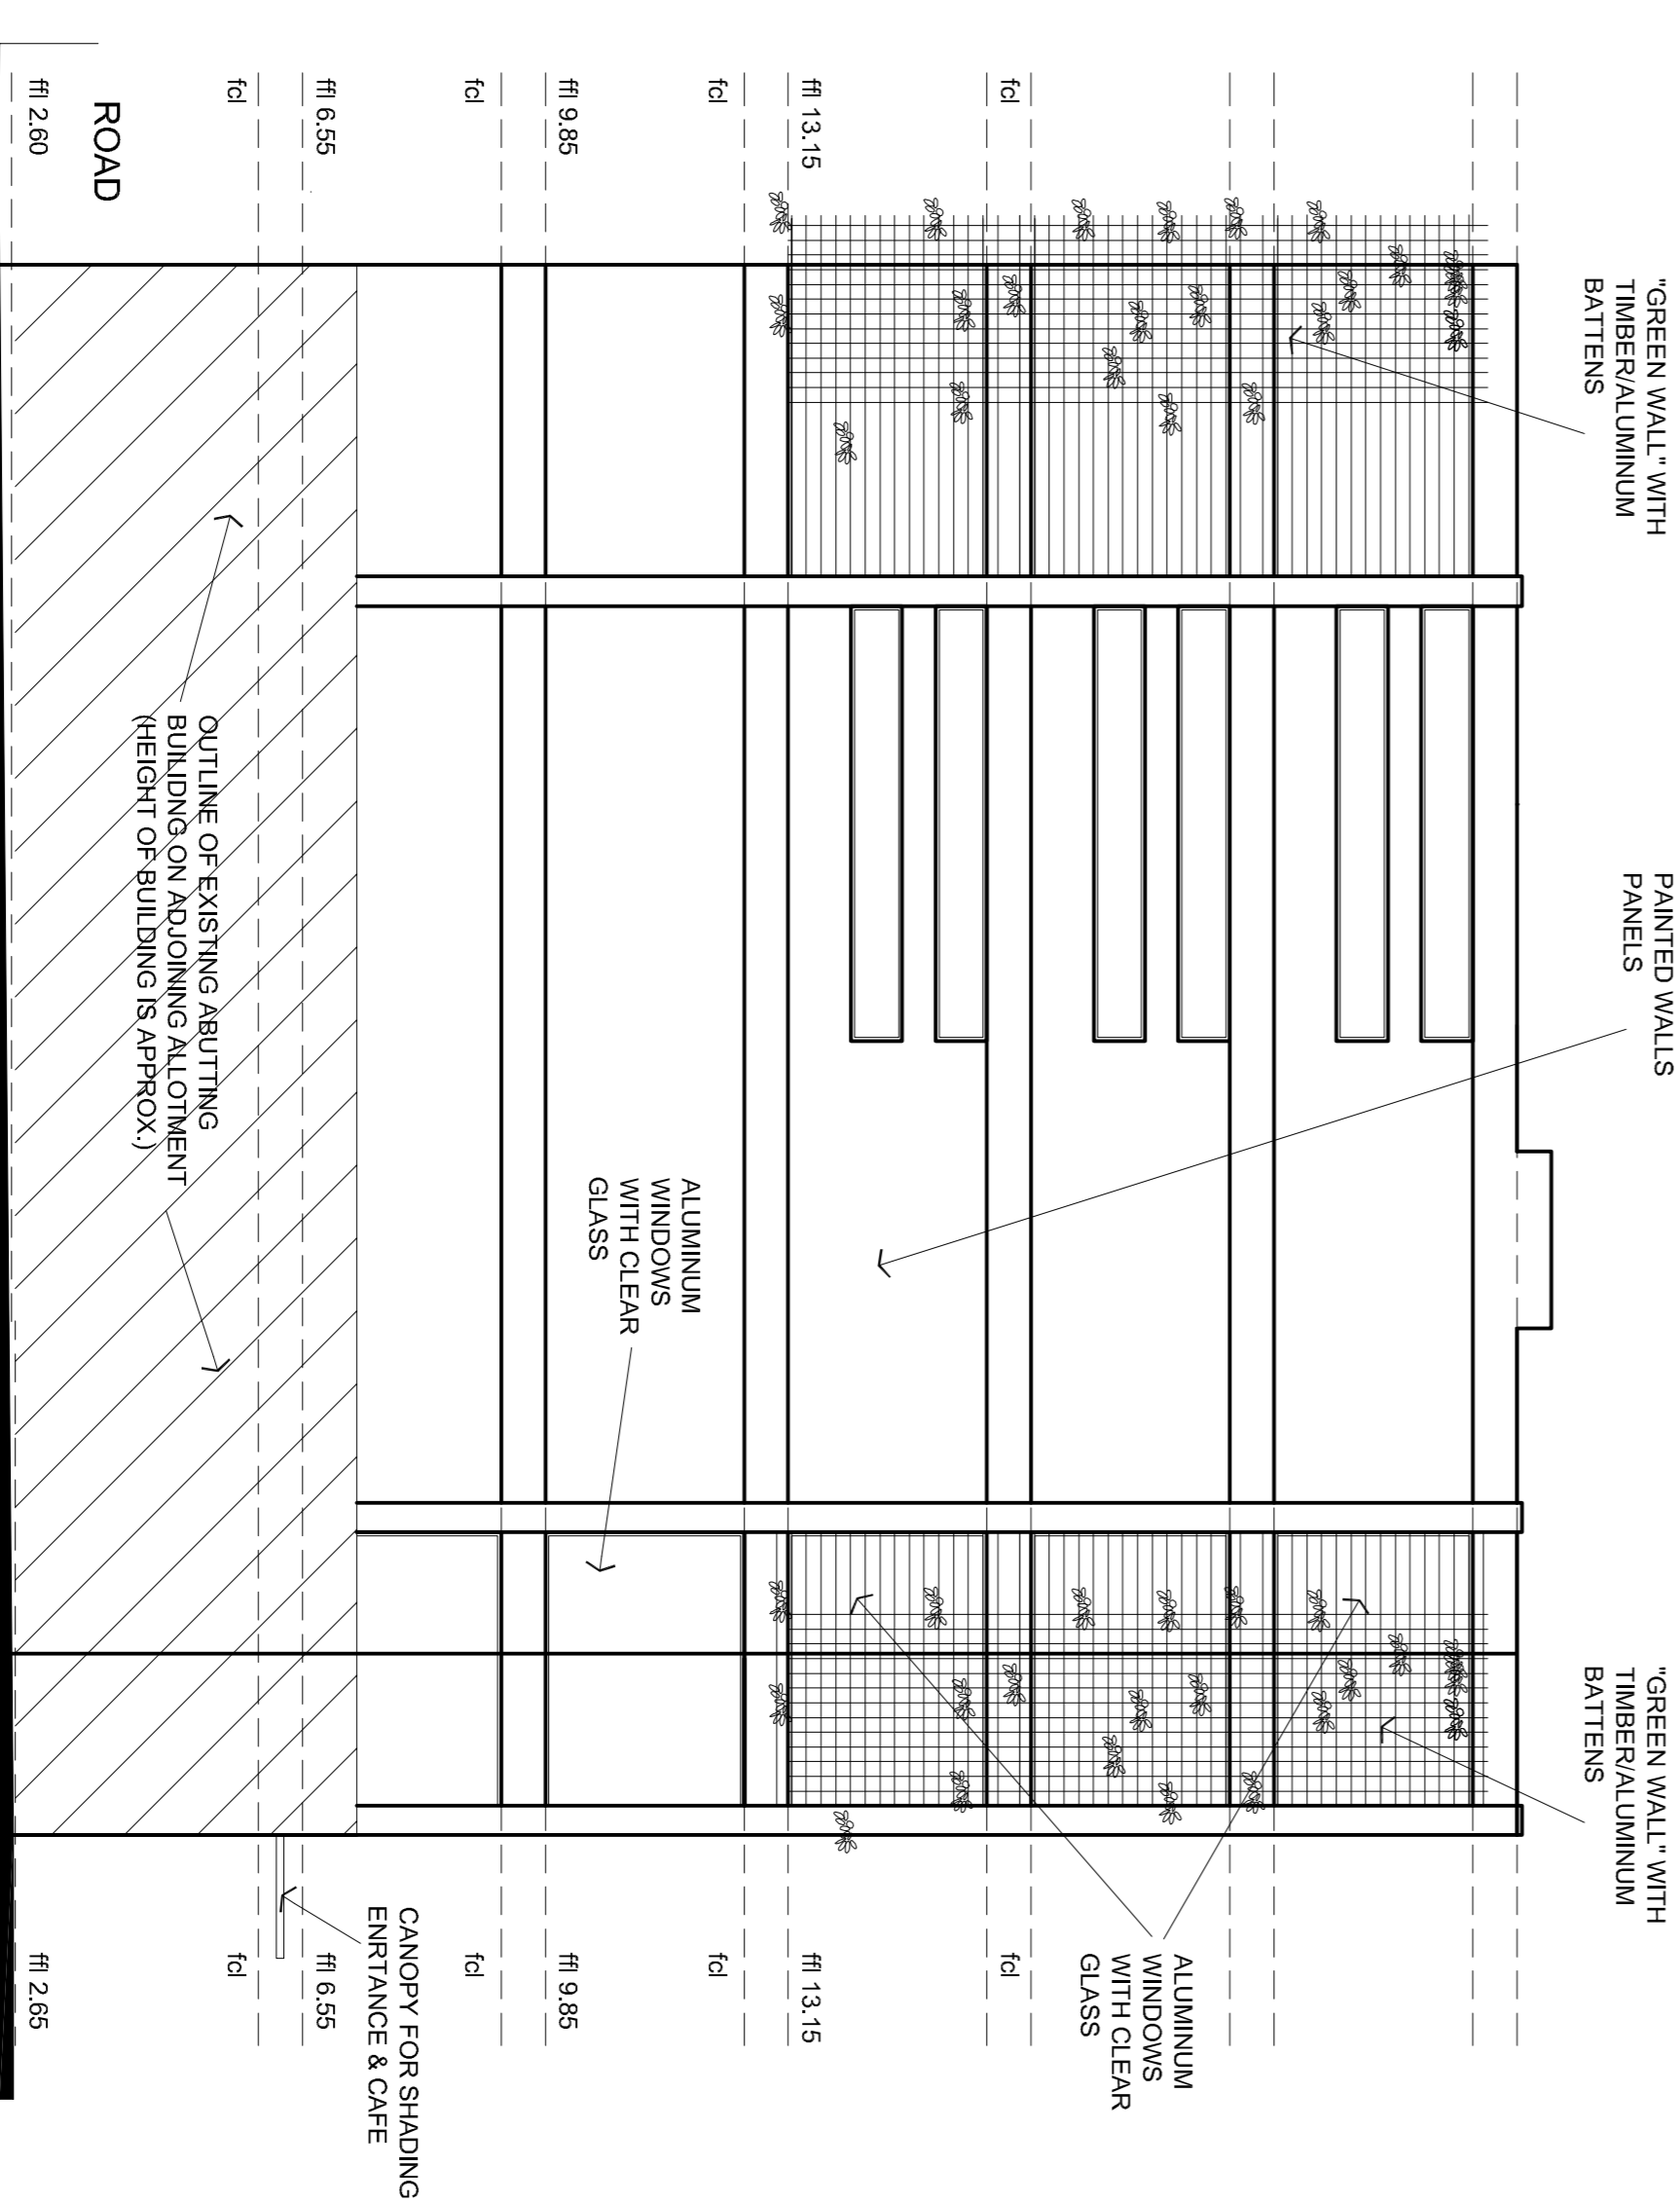 "GREEN WALL" WITH
TIMBER/ALUMINUM
BATTENS
PAINTED WALLS
PANELS
"GREEN WALL" WITH
TIMBER/ALUMINUM
BATTENS
ALUMINUM
WINDOWS
WITH CLEAR
GLASS
fcl
ffl 13.15
fcl
ffl 9.85
fcl
ffl 6.55
fcl
ffl 2.60
ROAD
ALUMINUM
WINDOWS
WITH CLEAR
GLASS
OUTLINE OF EXISTING ABUTTING
BUILIDNG ON ADJOINING ALLOTMENT
(HEIGHT OF BUILDING IS APPROX.)
fcl
ffl 13.15
fcl
ffl 9.85
fcl
CANOPY FOR SHADING
ENRTANCE & CAFE
ffl 6.55
fcl
ffl 2.65